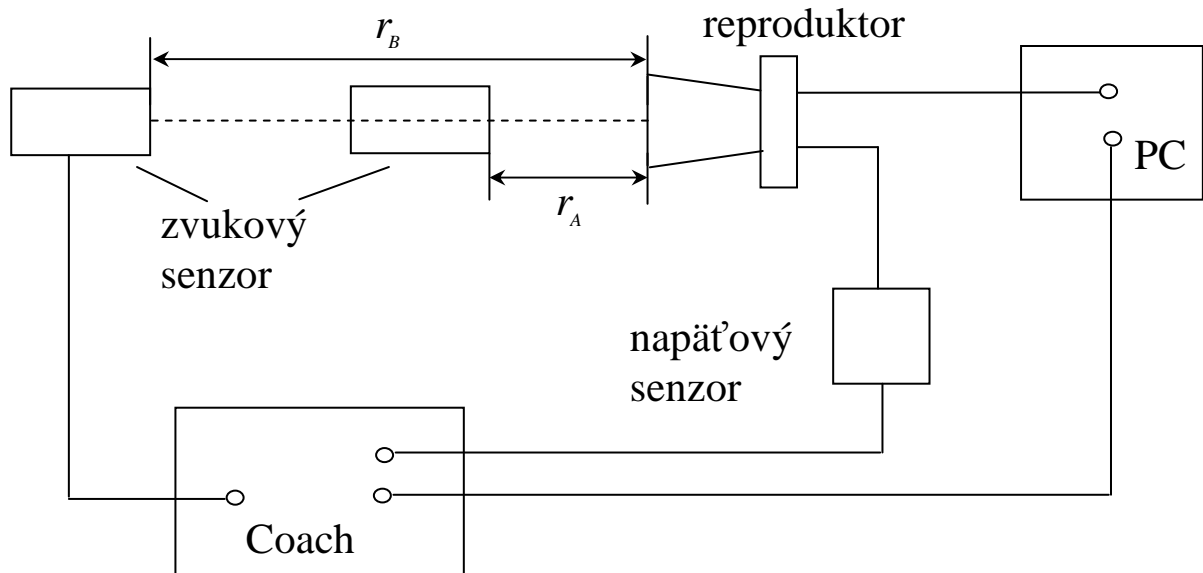 r_B
reproduktor
PC
r_A
zvukový
senzor
napäťový
senzor
Coach